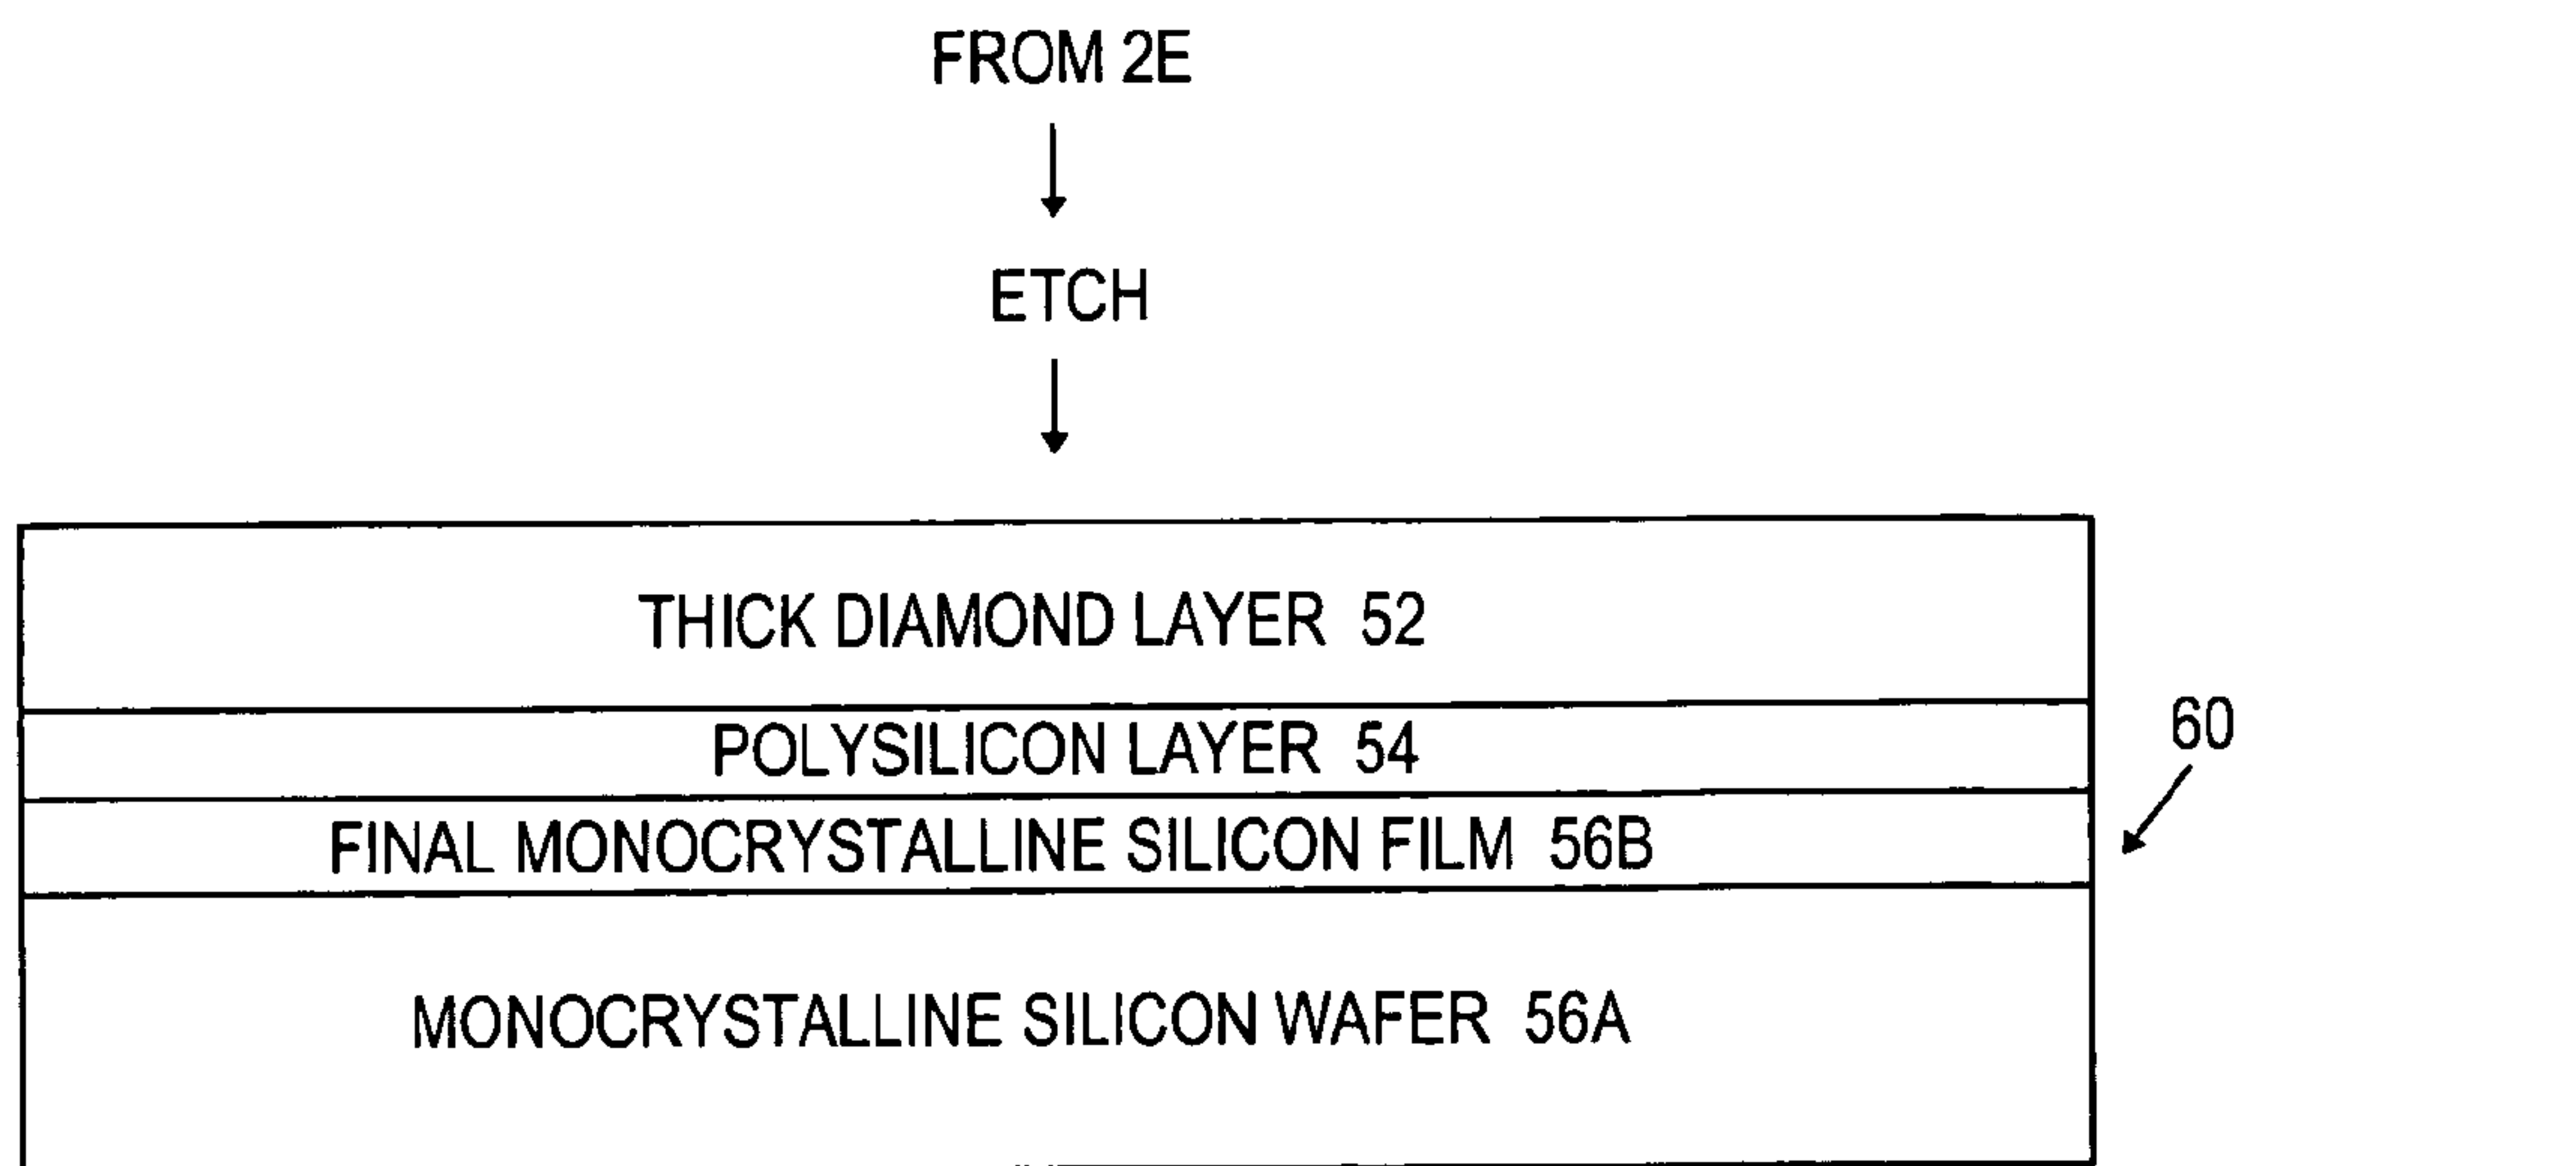 FROM 2E
ETCH
THICK DIAMOND LAYER 52
POLYSILICON LAYER 54
60
FINAL MONOCRYSTALLINE SILICON FILM 56B
MONOCRYSTALLINE SILICON WAFER 56A